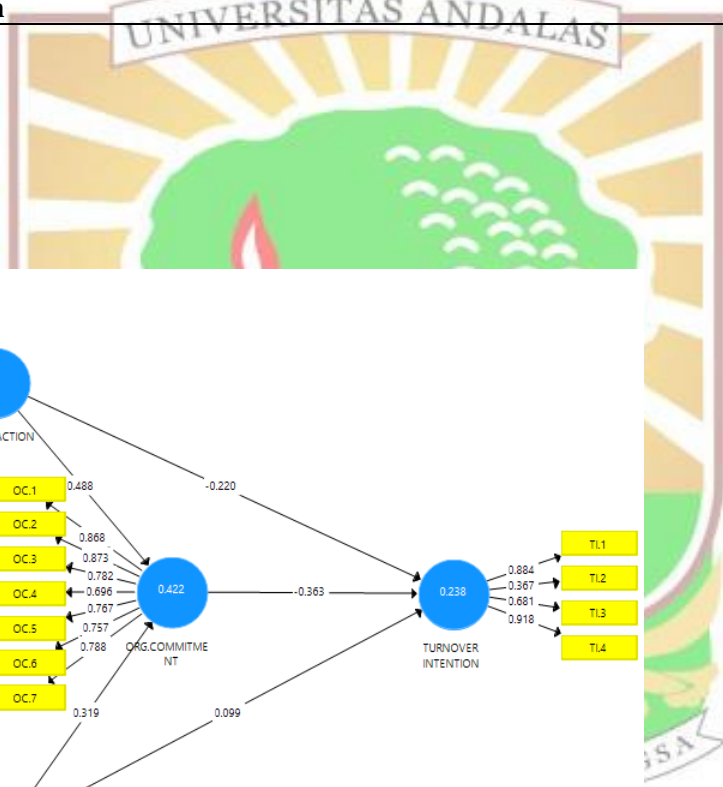 UNIVERSITAS ANDALAS
ACTION
0.488
-0.220
OC.1
OC.2
OC.3
OC.4
OC.5
OC.6
OC.7
0.868
0.873
0.782
0.696
0.767
0.757
0.788
0.422
ORG.COMMITME
NT
-0.363
0.238
TURNOVER
INTENTION
0.884
0.367
0.681
0.918
TI.1
TI.2
TI.3
TI.4
0.319
0.099
GSA